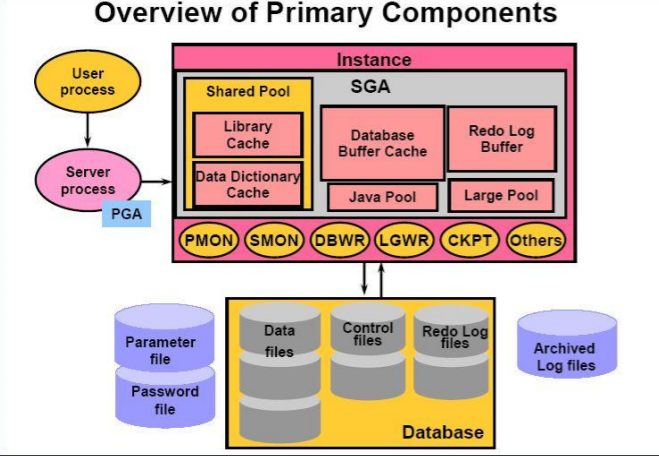 Overview of Primary Components
User
process
Server
process
PGA
Instance
SGA
Shared Pool
Library
Cache
Data Dictionary
Cache
Database
Buffer Cache
Redo Log
Buffer
Java Pool
Large Pool
PMON
SMON
DBWR
LGWR
CKPT
Others
Parameter
file
Password
file
Data
files
Control
files
Redo Log
files
Database
Archived
Log files